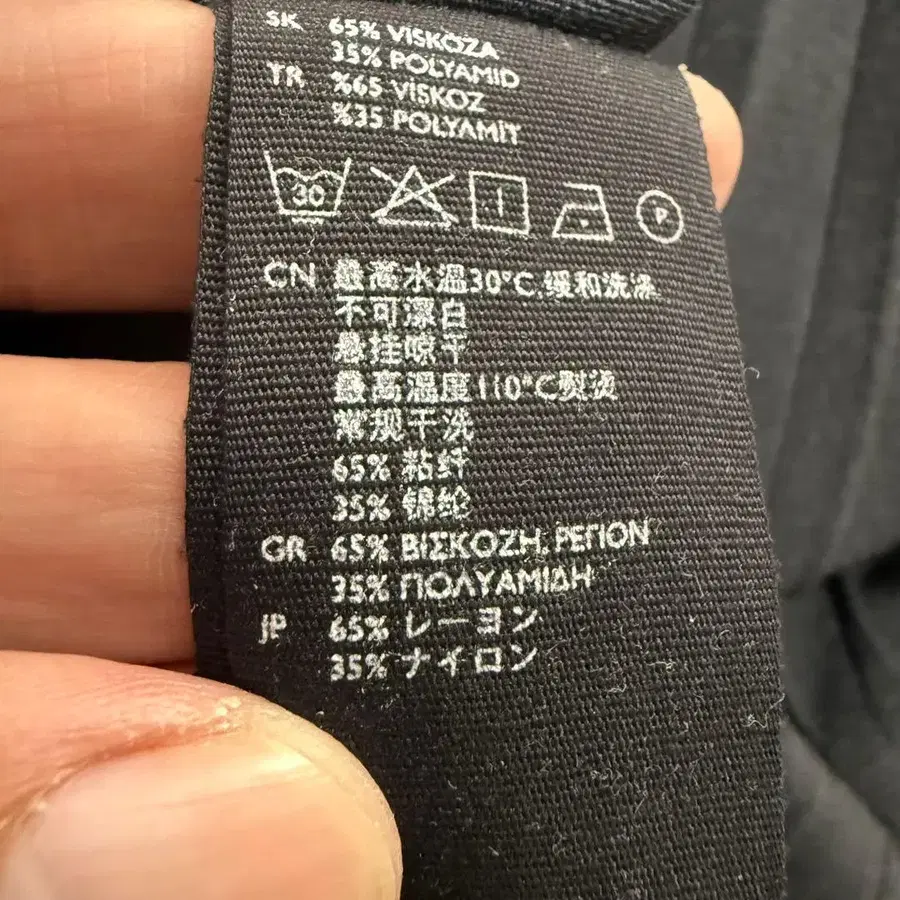 SK 65% VISKÓZA
35% POLYAMID
TR %65 VISKOZ
%35 POLYAMIT
30 P
CN 最高水温30°C,缓和洗涤
不可漂白
悬挂晾干
最高温度110°C熨烫
常规干洗
65% 粘纤
35% 锦纶
GR 65% ΒΙΣΚΟΖΗ, ΡΕΓΙΟΝ
35% ΠΟΛΥΑΜΙΔΗ
JP 65% レーヨン
35% ナイロン